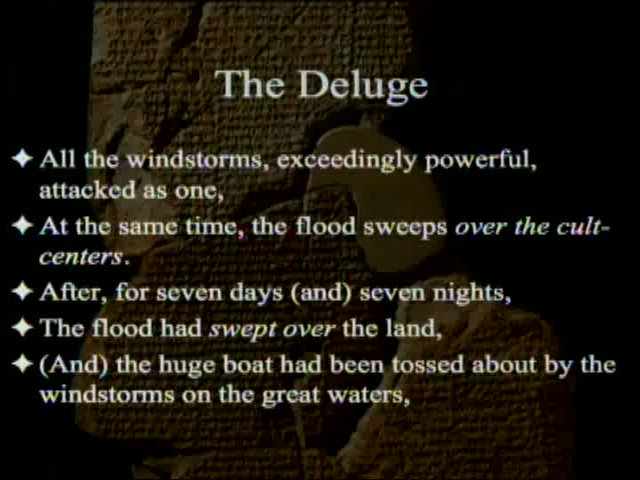 The Deluge
✦ All the windstorms, exceedingly powerful,
attacked as one,
✦ At the same time, the flood sweeps over the cult-
centers.
✦ After, for seven days (and) seven nights,
✦ The flood had swept over the land,
✦ (And) the huge boat had been tossed about by the
windstorms on the great waters,